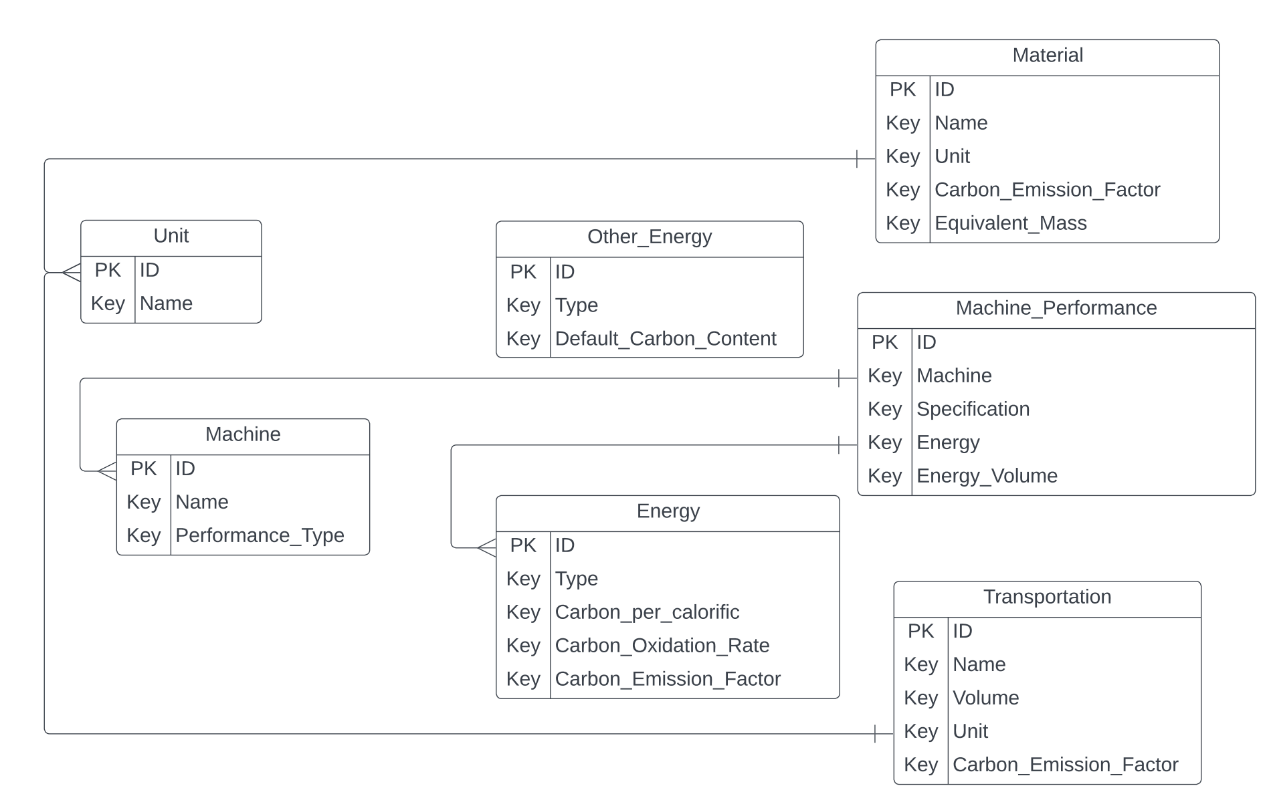 Material
PK ID
Key Name
Key Unit
Key Carbon_Emission_Factor
Key Equivalent_Mass
Unit
PK ID
Key Name
Other_Energy
PK ID
Key Type
Key Default_Carbon_Content
Machine_Performance
PK ID
Key Machine
Key Specification
Key Energy
Key Energy_Volume
Machine
PK ID
Key Name
Key Performance_Type
Energy
PK ID
Key Type
Key Carbon_per_calorific
Key Carbon_Oxidation_Rate
Key Carbon_Emission_Factor
Transportation
PK ID
Key Name
Key Volume
Key Unit
Key Carbon_Emission_Factor